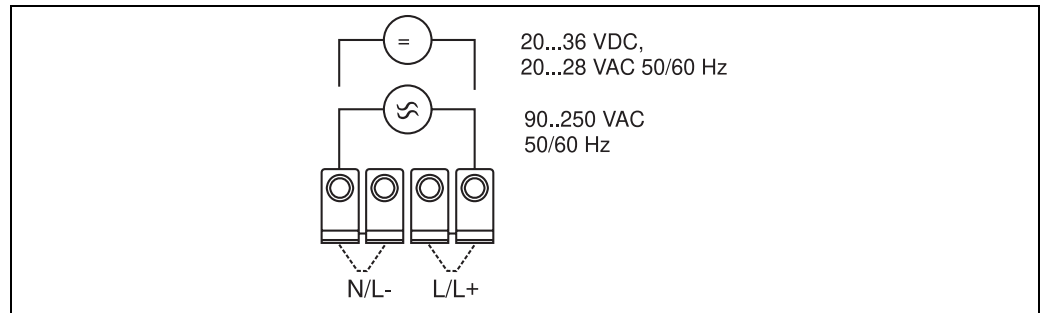 =
20...36 VDC,
20...28 VAC 50/60 Hz
90..250 VAC
50/60 Hz
N/L- L/L+